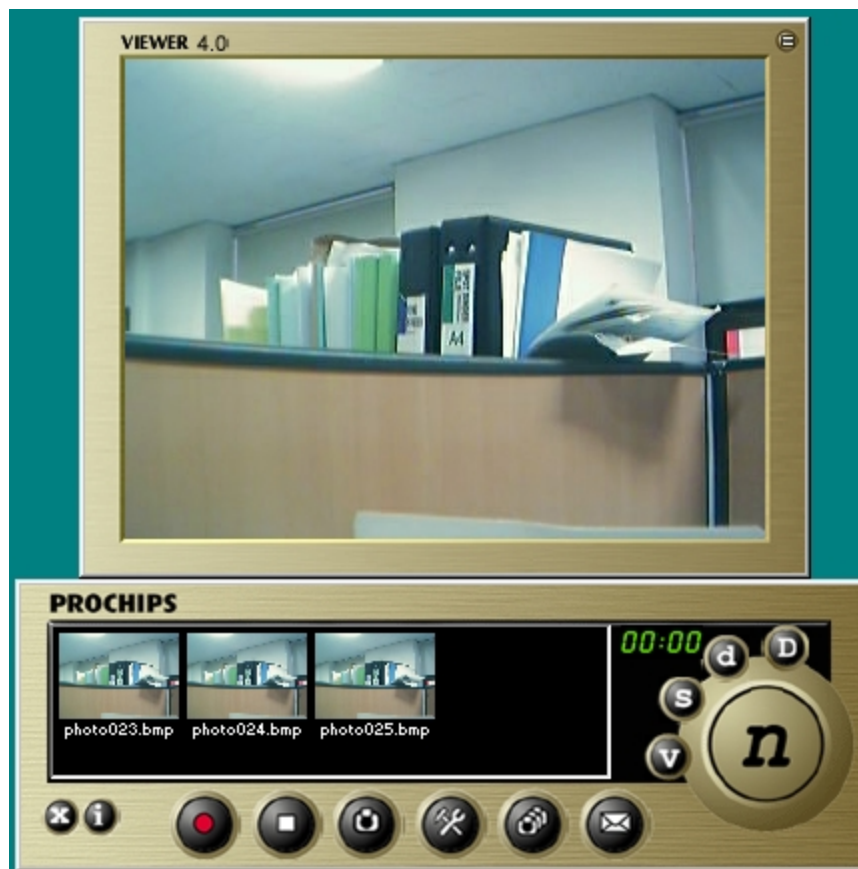 VIEWER 4.0
A4
PROCHIPS
00:00
d
D
S
V
n
photo023.bmp
photo024.bmp
photo025.bmp
x
i